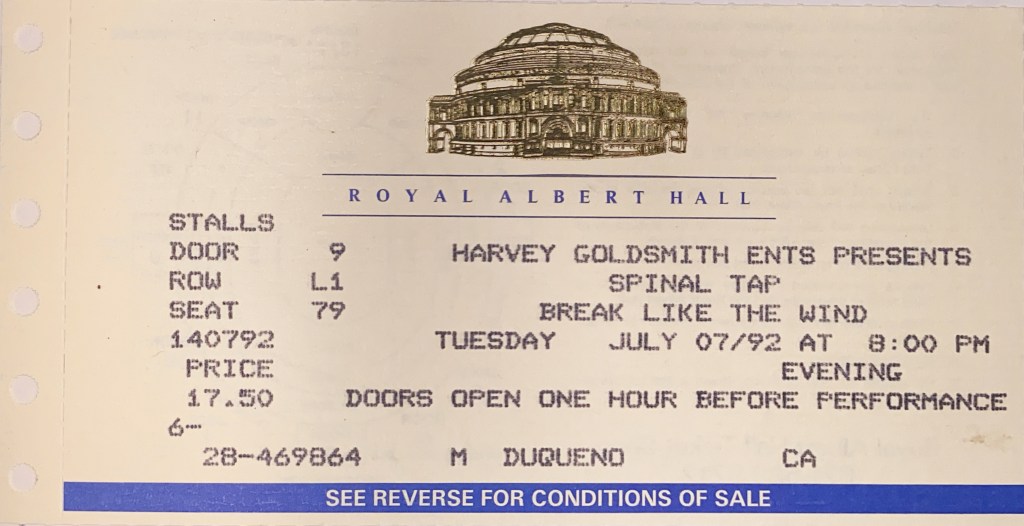 ROYAL ALBERT HALL
STALLS
DOOR 9 HARVEY GOLDSMITH ENTS PRESENTS
ROW L1 SPINAL TAP
SEAT 79 BREAK LIKE THE WIND
140792 TUESDAY JULY 07/92 AT 8:00 PM
PRICE EVENING
17.50 DOORS OPEN ONE HOUR BEFORE PERFORMANCE
6--
28-469864 M DUQUENO CA
SEE REVERSE FOR CONDITIONS OF SALE